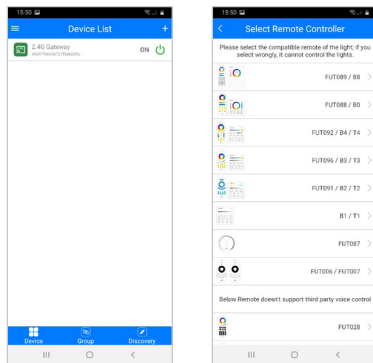 15:50
Device List
+
2.4G Gateway
ON
Device
Group
Discovery
15:50
Select Remote Controller
Please select the compatible remote of the light; if you
select wrongly, it cannot control the lights.
FUT089 / B8
FUT088 / B0
FUT092 / B4 / T4
FUT096 / B3 / T3
FUT091 / B2 / T2
B1 / T1
FUT087
FUT006 / FUT007
Below Remote doesn't support third party voice control
FUT028